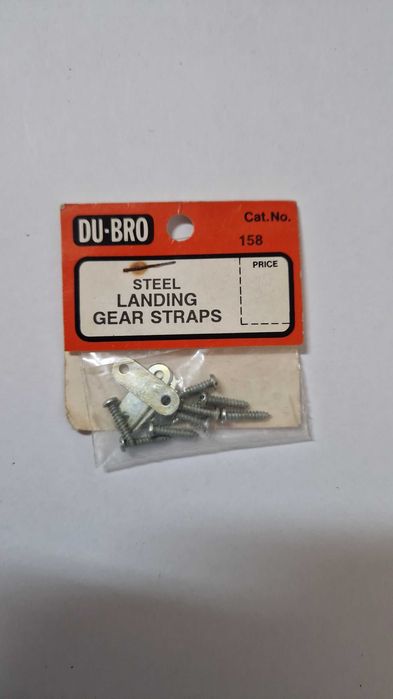 DU·BRO
Cat.No.
158
PRICE
STEEL
LANDING
GEAR STRAPS